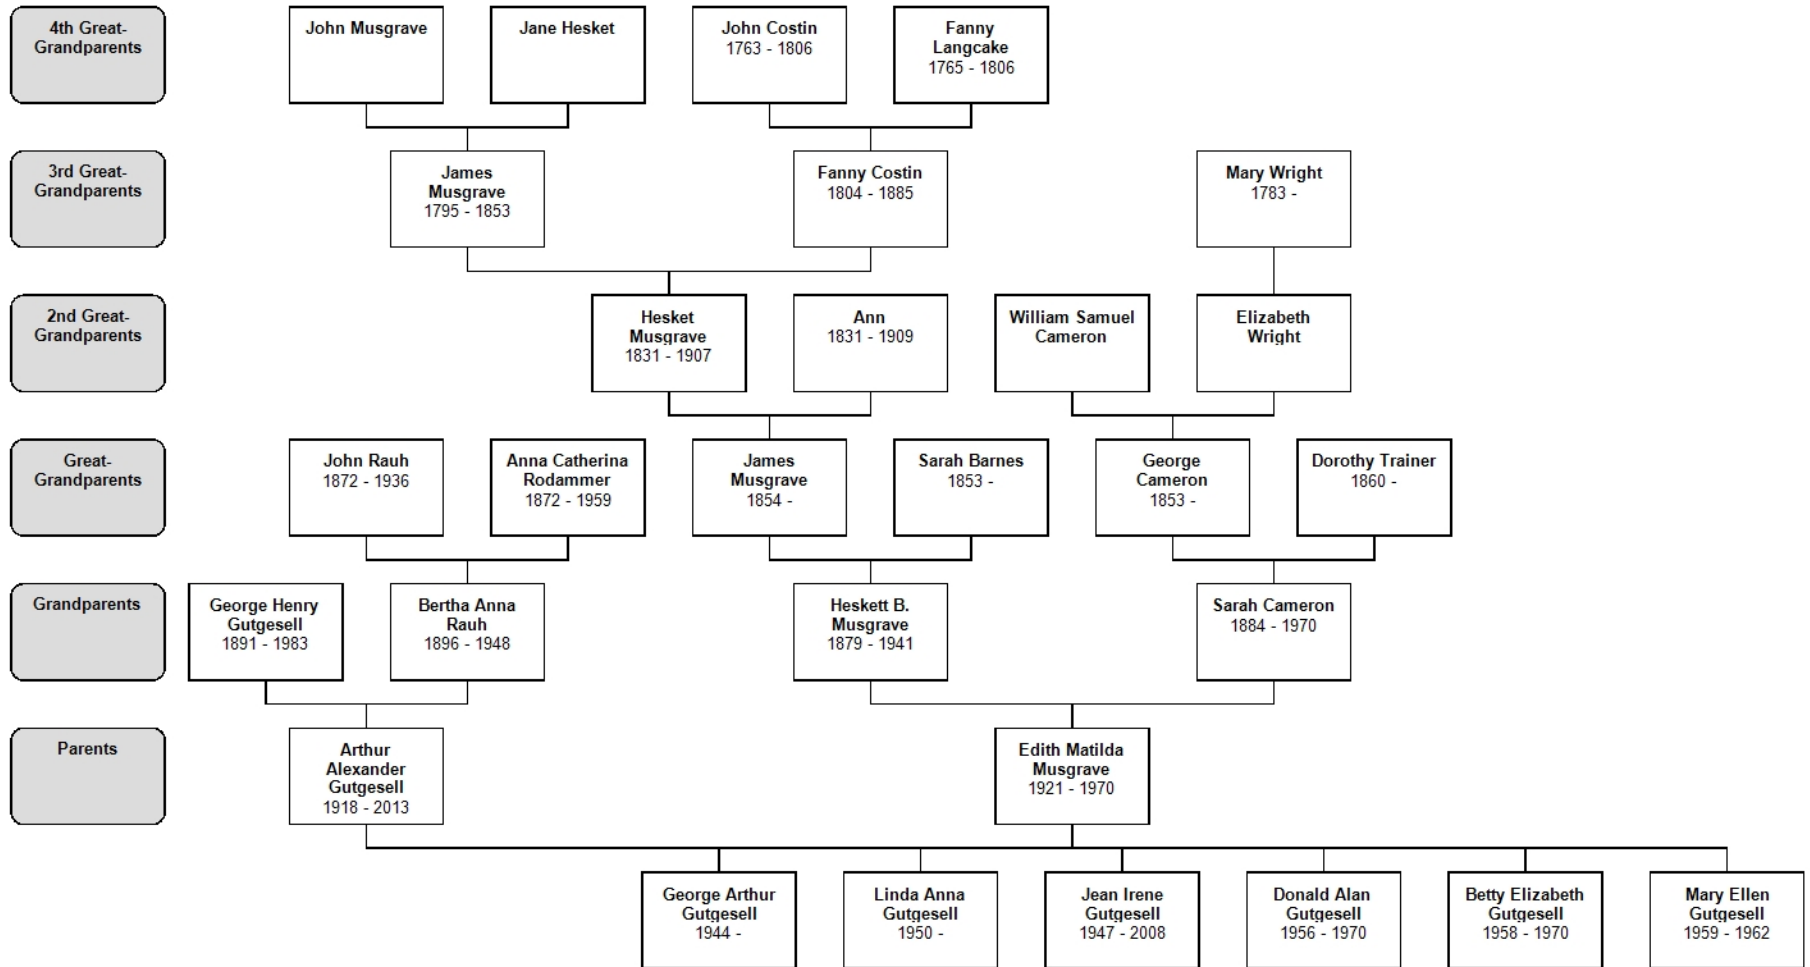 4th Great-
Grandparents
John Musgrave
Jane Hesket
John Costin
1763 - 1806
Fanny
Langcake
1765 - 1806
3rd Great-
Grandparents
James
Musgrave
1795 - 1853
Fanny Costin
1804 - 1885
Mary Wright
1783 -
2nd Great-
Grandparents
Hesket
Musgrave
1831 - 1907
Ann
1831 - 1909
William Samuel
Cameron
Elizabeth
Wright
Great-
Grandparents
John Rauh
1872 - 1936
Anna Catherina
Rodammer
1872 - 1959
James
Musgrave
1854 -
Sarah Barnes
1853 -
George
Cameron
1853 -
Dorothy Trainer
1860 -
Grandparents
George Henry
Gutgesell
1891 - 1983
Bertha Anna
Rauh
1896 - 1948
Heskett B.
Musgrave
1879 - 1941
Sarah Cameron
1884 - 1970
Parents
Arthur
Alexander
Gutgesell
1918 - 2013
Edith Matilda
Musgrave
1921 - 1970
George Arthur
Gutgesell
1944 -
Linda Anna
Gutgesell
1950 -
Jean Irene
Gutgesell
1947 - 2008
Donald Alan
Gutgesell
1956 - 1970
Betty Elizabeth
Gutgesell
1958 - 1970
Mary Ellen
Gutgesell
1959 - 1962